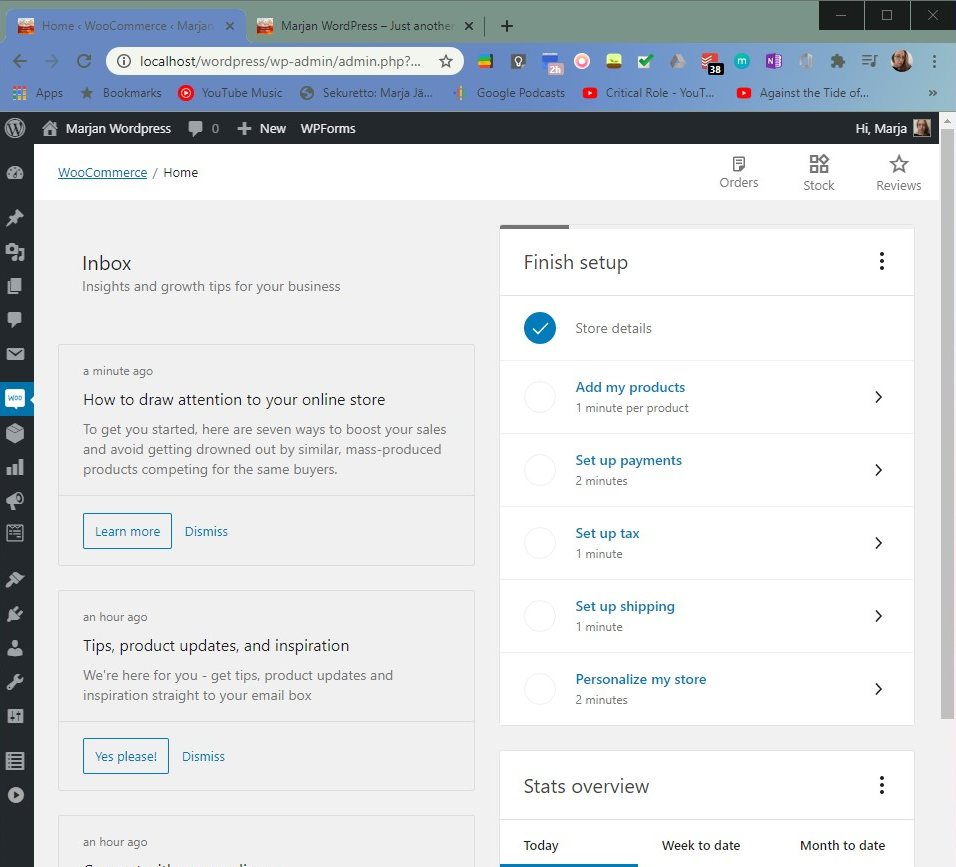 Home ‹ WooCommerce ‹ Marjan
Marjan WordPress – Just another
localhost/wordpress/wp-admin/admin.php?...
2h
38
m
N
Apps
Bookmarks
YouTube Music
Sekuretto: Marja Jä...
Google Podcasts
Critical Role - YouT...
Against the Tide of...
»
Marjan Wordpress
0
New
WPForms
Hi, Marja
WooCommerce / Home
Orders
Stock
Reviews
Woo
Inbox
Insights and growth tips for your business
a minute ago
How to draw attention to your online store
To get you started, here are seven ways to boost your sales
and avoid getting drowned out by similar, mass-produced
products competing for the same buyers.
Learn more
Dismiss
an hour ago
Tips, product updates, and inspiration
We're here for you - get tips, product updates and
inspiration straight to your email box
Yes please!
Dismiss
an hour ago
Finish setup
Store details
Add my products
1 minute per product
Set up payments
2 minutes
Set up tax
1 minute
Set up shipping
1 minute
Personalize my store
2 minutes
Stats overview
Today
Week to date
Month to date